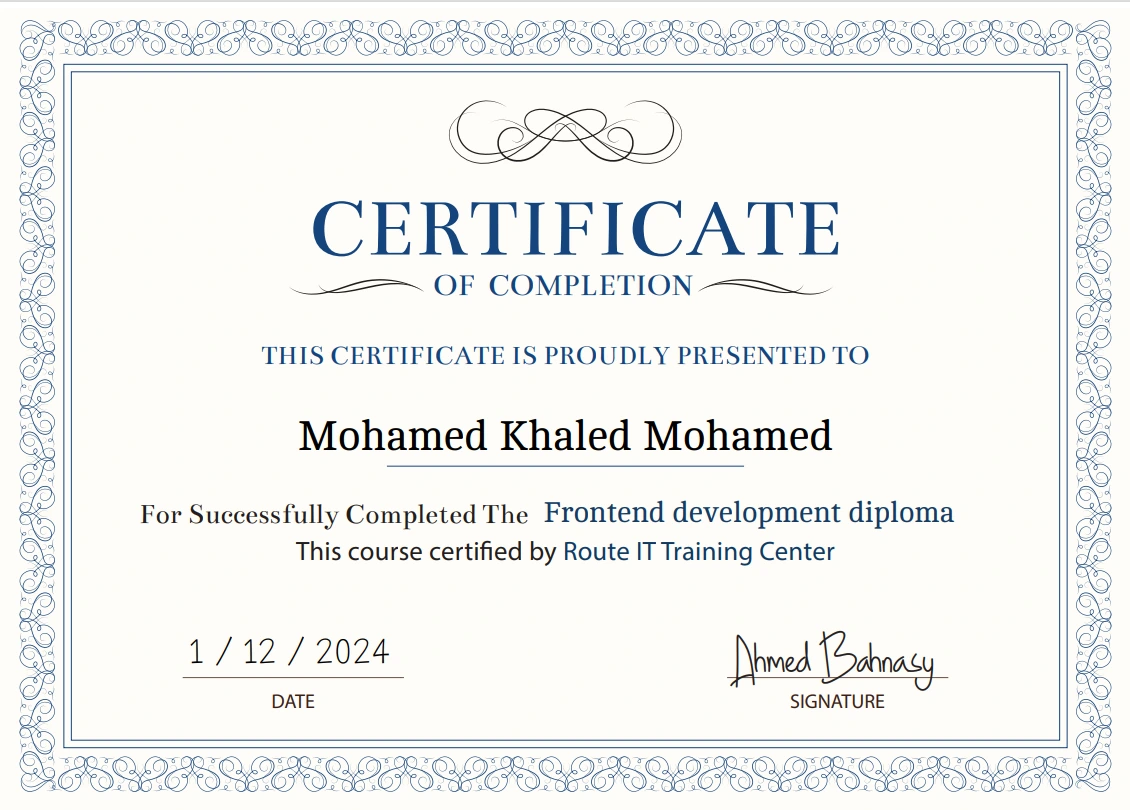 CERTIFICATE
OF COMPLETION
THIS CERTIFICATE IS PROUDLY PRESENTED TO
Mohamed Khaled Mohamed
For Successfully Completed The Frontend development diploma
This course certified by Route IT Training Center
1 / 12 / 2024
Ahmed Bahnasy
DATE
SIGNATURE